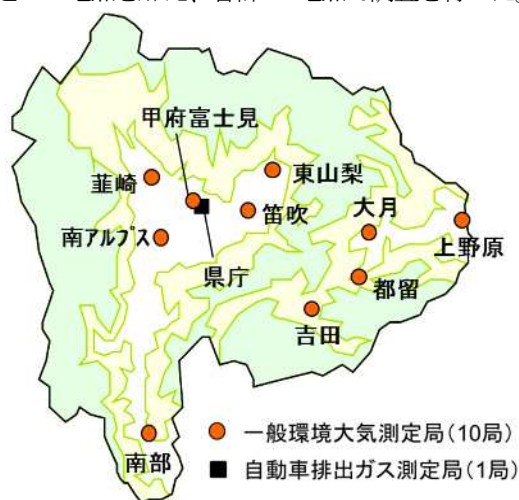 甲府富士見
韮崎
東山梨
笛吹
大月
南アルプス
上野原
県庁
都留
吉田
一般環境大気測定局(10局)
南部
自動車排出ガス測定局(1局)